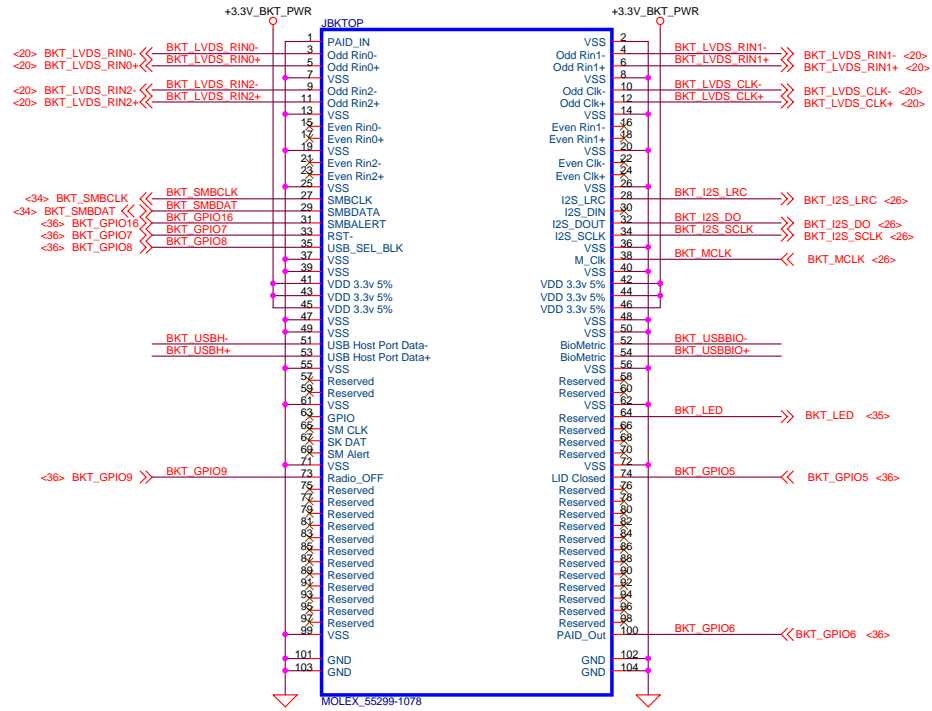 +3.3V_BKT_PWR +3.3V_BKT_PWR
JBKTOP
1 PAID_IN VSS 2
<20> BKT_LVDS_RIN0- BKT_LVDS_RIN0- 3 Odd Rin0- Odd Rin1- 4 BKT_LVDS_RIN1- BKT_LVDS_RIN1- <20>
<20> BKT_LVDS_RIN0+ BKT_LVDS_RIN0+ 5 Odd Rin0+ Odd Rin1+ 6 BKT_LVDS_RIN1+ BKT_LVDS_RIN1+ <20>
7 VSS VSS 8
<20> BKT_LVDS_RIN2- BKT_LVDS_RIN2- 9 Odd Rin2- Odd Clk- 10 BKT_LVDS_CLK- BKT_LVDS_CLK- <20>
<20> BKT_LVDS_RIN2+ BKT_LVDS_RIN2+ 11 Odd Rin2+ Odd Clk+ 12 BKT_LVDS_CLK+ BKT_LVDS_CLK+ <20>
13 VSS VSS 14
15 Even Rin0- Even Rin1- 16
17 Even Rin0+ Even Rin1+ 18
19 VSS VSS 20
21 Even Rin2- Even Clk- 22
23 Even Rin2+ Even Clk+ 24
25 VSS VSS 26
<34> BKT_SMBCLK BKT_SMBCLK 27 SMBCLK I2S_LRC 28 BKT_I2S_LRC BKT_I2S_LRC <26>
<34> BKT_SMBDAT BKT_SMBDAT 29 SMBDATA I2S_DIN 30
<36> BKT_GPIO16 BKT_GPIO16 31 SMBALERT I2S_DOUT 32 BKT_I2S_DO BKT_I2S_DO <26>
<36> BKT_GPIO7 BKT_GPIO7 33 RST- I2S_SCLK 34 BKT_I2S_SCLK BKT_I2S_SCLK <26>
<36> BKT_GPIO8 BKT_GPIO8 35 USB_SEL_BLK VSS 36
37 VSS M_Clk 38 BKT_MCLK BKT_MCLK <26>
39 VSS VSS 40
41 VDD 3.3v 5% VDD 3.3v 5% 42
43 VDD 3.3v 5% VDD 3.3v 5% 44
45 VDD 3.3v 5% VDD 3.3v 5% 46
47 VSS VSS 48
49 VSS VSS 50
BKT_USBH- 51 USB Host Port Data- BioMetric 52 BKT_USBBIO-
BKT_USBH+ 53 USB Host Port Data+ BioMetric 54 BKT_USBBIO+
55 VSS VSS 56
57 Reserved Reserved 58
59 Reserved Reserved 60
61 VSS VSS 62
63 GPIO Reserved 64 BKT_LED BKT_LED <35>
65 SM CLK Reserved 66
67 SK DAT Reserved 68
69 SM Alert Reserved 70
71 VSS VSS 72
<36> BKT_GPIO9 BKT_GPIO9 73 Radio_OFF LID Closed 74 BKT_GPIO5 BKT_GPIO5 <36>
75 Reserved Reserved 76
77 Reserved Reserved 78
79 Reserved Reserved 80
81 Reserved Reserved 82
83 Reserved Reserved 84
85 Reserved Reserved 86
87 Reserved Reserved 88
89 Reserved Reserved 90
91 Reserved Reserved 92
93 Reserved Reserved 94
95 Reserved Reserved 96
97 Reserved Reserved 98
99 VSS PAID_Out 100 BKT_GPIO6 BKT_GPIO6 <36>
101 GND GND 102
103 GND GND 104
MOLEX_55299-1078